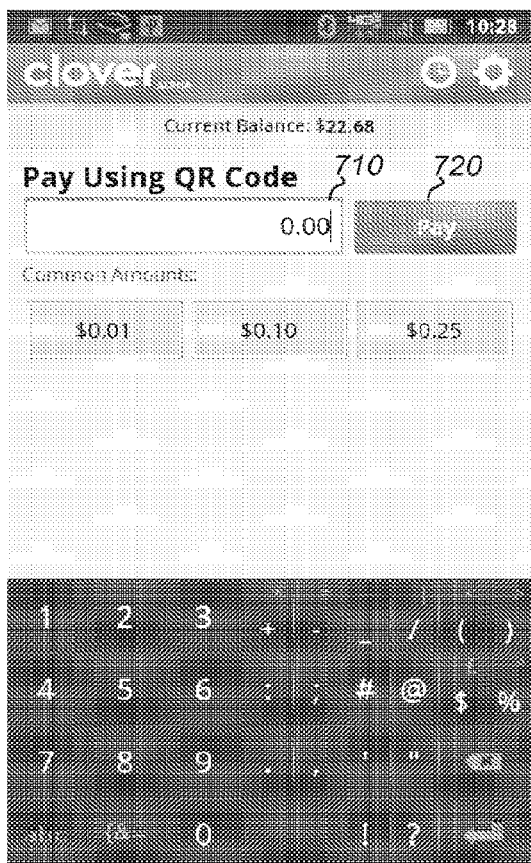 10:28
clover
Current Balance: $22.68
Pay Using QR Code 710 720
0.00 Pay
Common Amounts:
$0.01 $0.10 $0.25
1 2 3 + - _ / ( )
4 5 6 : ; # @ $ %
7 8 9 . , ' "
0 ! ?